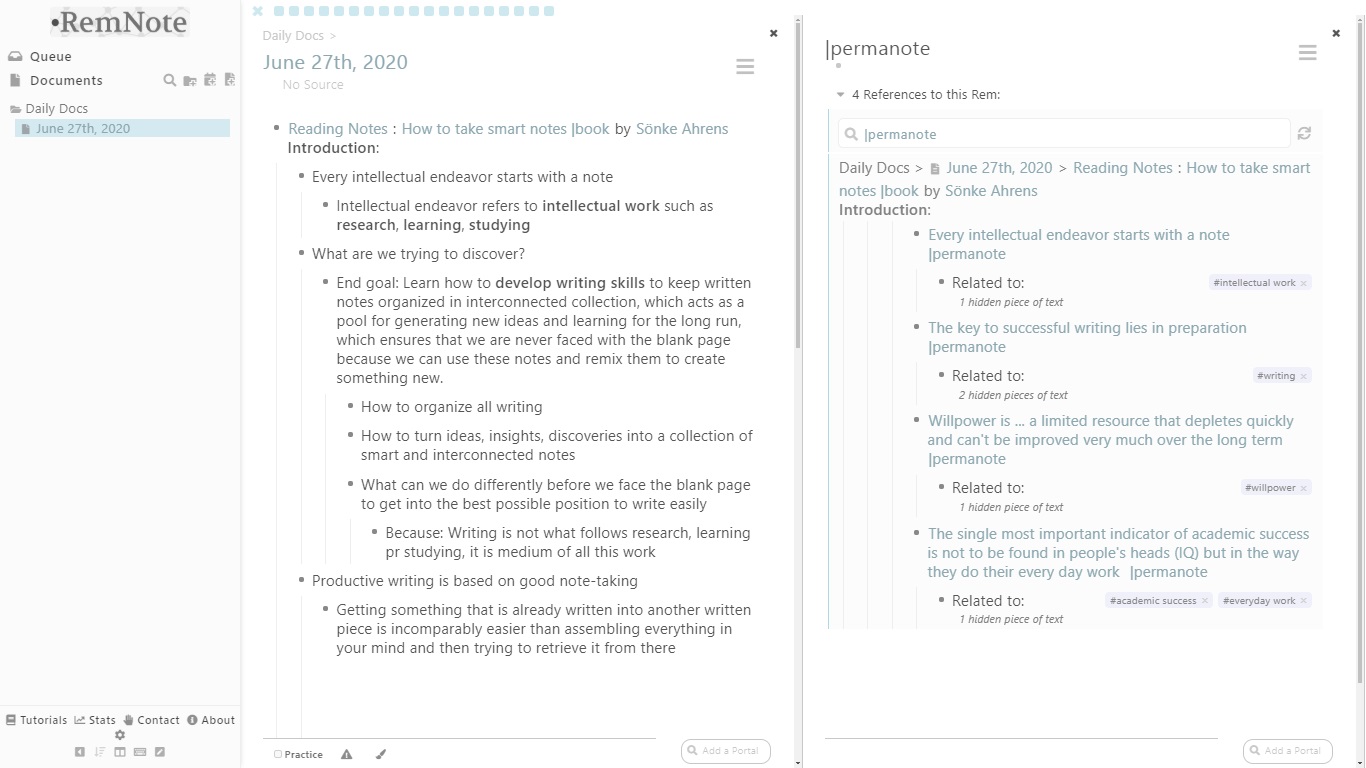 •RemNote
Queue
Documents
Daily Docs
June 27th, 2020
Tutorials Stats Contact About
Daily Docs >
June 27th, 2020
No Source
Reading Notes : How to take smart notes |book by Sönke Ahrens
Introduction:
Every intellectual endeavor starts with a note
Intellectual endeavor refers to intellectual work such as
research, learning, studying
What are we trying to discover?
End goal: Learn how to develop writing skills to keep written
notes organized in interconnected collection, which acts as a
pool for generating new ideas and learning for the long run,
which ensures that we are never faced with the blank page
because we can use these notes and remix them to create
something new.
How to organize all writing
How to turn ideas, insights, discoveries into a collection of
smart and interconnected notes
What can we do differently before we face the blank page
to get into the best possible position to write easily
Because: Writing is not what follows research, learning
pr studying, it is medium of all this work
Productive writing is based on good note-taking
Getting something that is already written into another written
piece is incomparably easier than assembling everything in
your mind and then trying to retrieve it from there
Practice
Add a Portal
|permanote
4 References to this Rem:
|permanote
Daily Docs > June 27th, 2020 > Reading Notes : How to take smart
notes |book by Sönke Ahrens
Introduction:
Every intellectual endeavor starts with a note
|permanote
Related to: #intellectual work ×
1 hidden piece of text
The key to successful writing lies in preparation
|permanote
Related to: #writing ×
2 hidden pieces of text
Willpower is ... a limited resource that depletes quickly
and can't be improved very much over the long term
|permanote
Related to: #willpower ×
1 hidden piece of text
The single most important indicator of academic success
is not to be found in people's heads (IQ) but in the way
they do their every day work |permanote
Related to: #academic success × #everyday work ×
1 hidden piece of text
Add a Portal